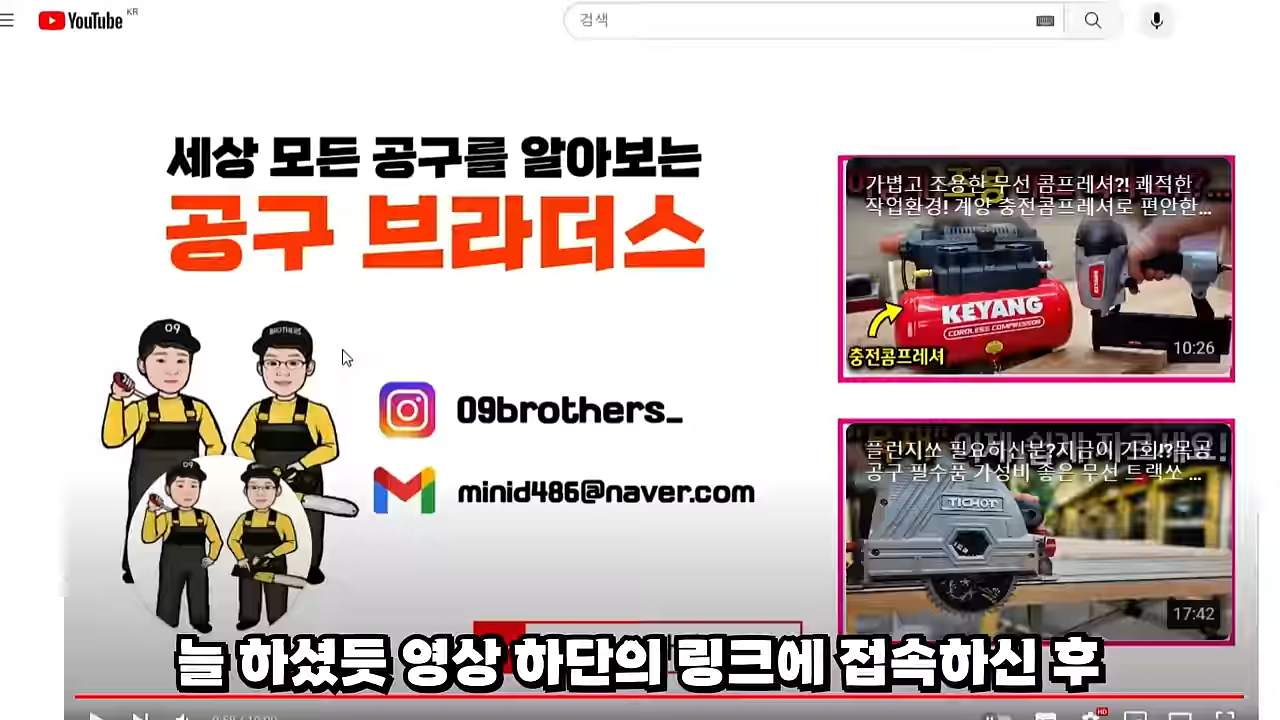 YouTube KR
검색
세상 모든 공구를 알아보는
공구 브라더스
09
BROTHERS
09brothers_
minid486@naver.com
가볍고 조용한 무선 콤프레셔?! 쾌적한
작업환경! 계양 충전콤프레셔로 편안한...
KEYANG
CORDLESS COMPRESSOR
충전콤프레셔
10:26
플런지쏘 필요하신분?지금이 기회!?목공
공구 필수품 가성비 좋은 무선 트랙쏘 ...
TICHOT
17:42
09
늘 하셨듯 영상 하단의 링크에 접속하신 후
HD